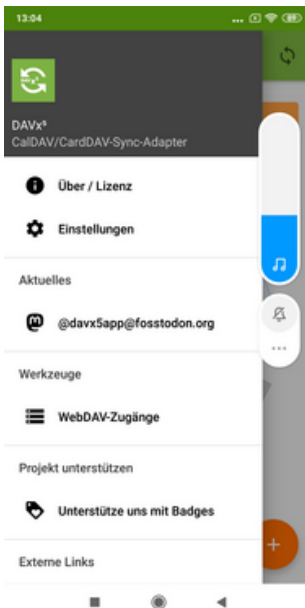 13:04
DAVx⁵
CalDAV/CardDAV-Sync-Adapter
Über / Lizenz
Einstellungen
Aktuelles
@davx5app@fosstodon.org
Werkzeuge
WebDAV-Zugänge
Projekt unterstützen
Unterstütze uns mit Badges
Externe Links